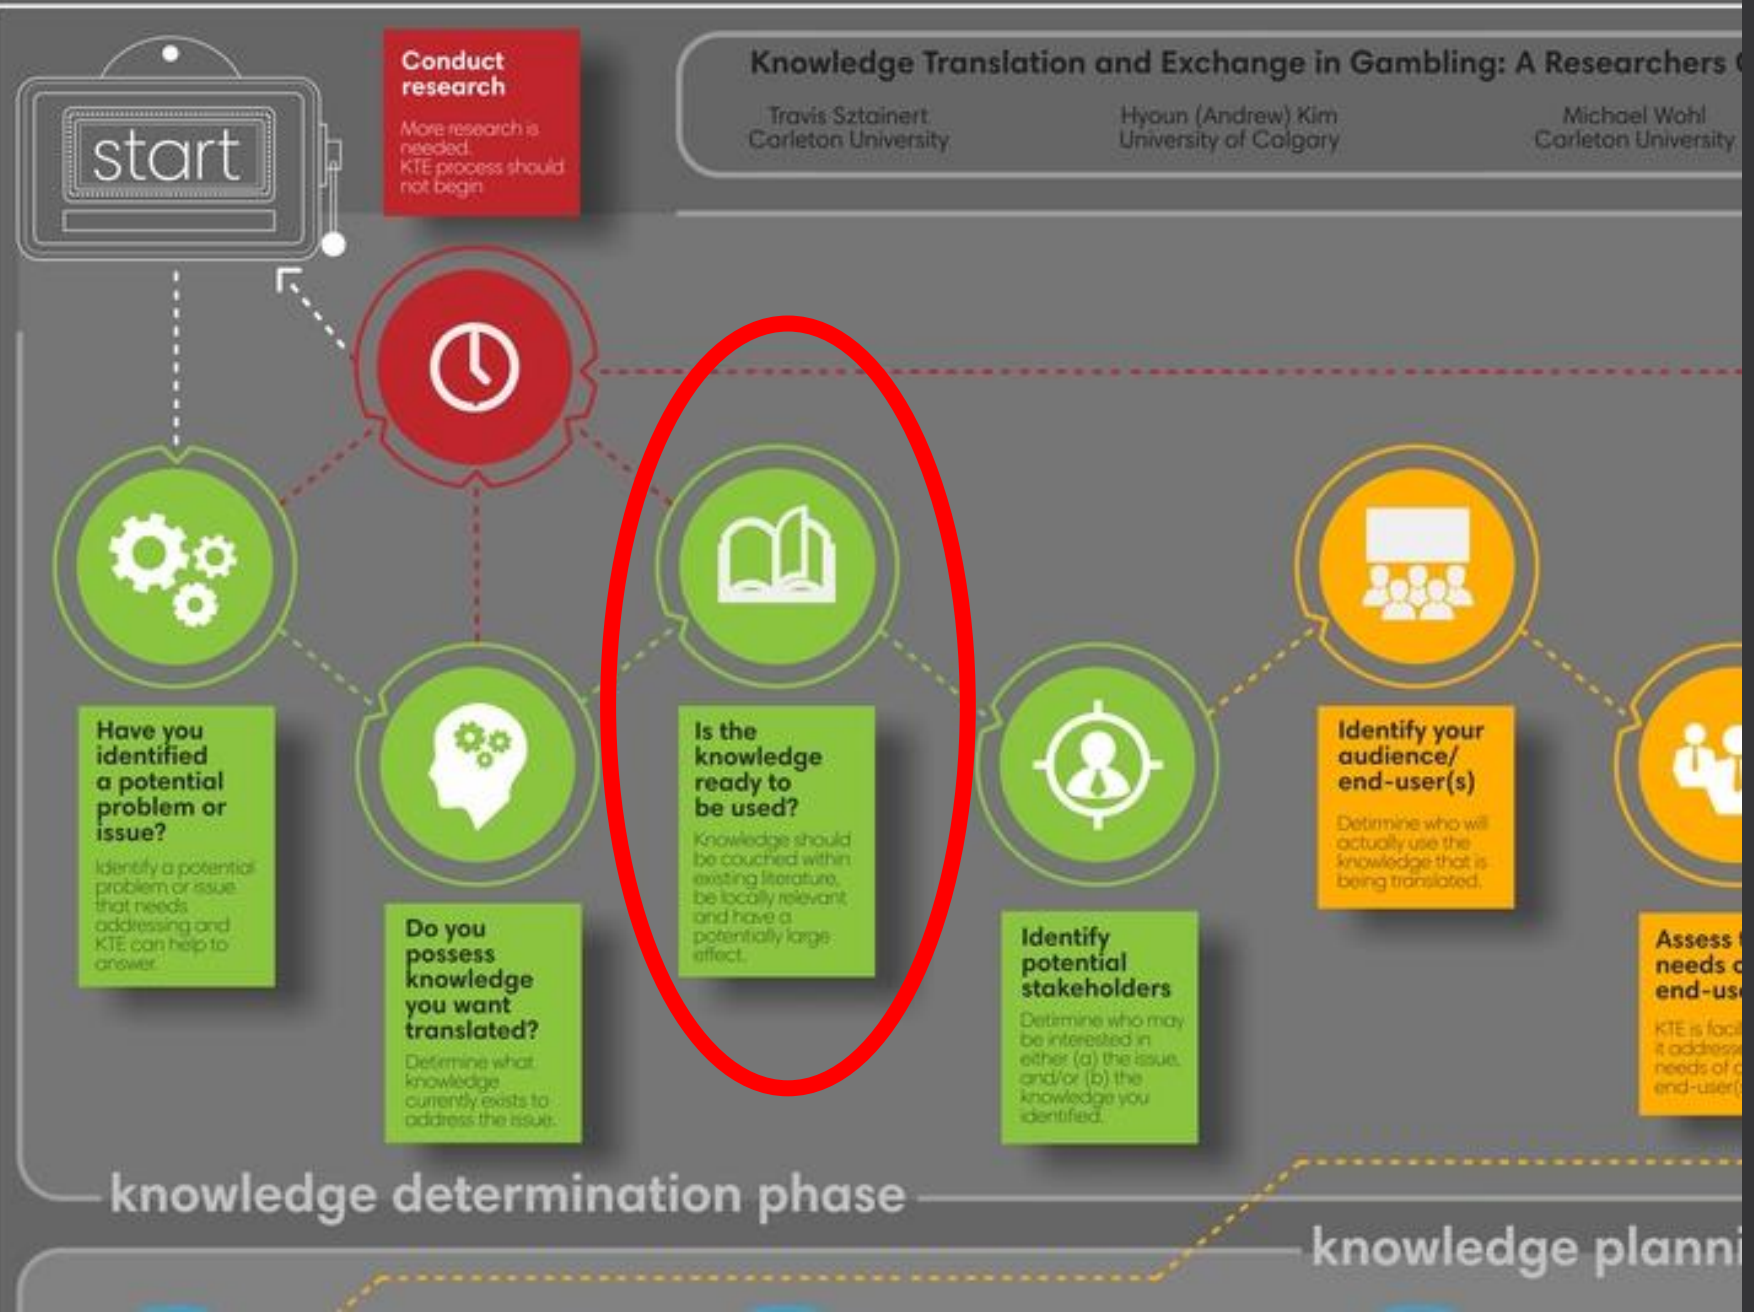 start
Conduct
research
More research is
needed.
KTE process should
not begin
Knowledge Translation and Exchange in Gambling: A Researchers
Travis Sztainert
Carleton University
Hyoun (Andrew) Kim
University of Calgary
Michael Wohl
Carleton University
Have you
identified
a potential
problem or
issue?
Identify a potential
problem or issue
that needs
addressing and
KTE can help to
answer.
Do you
possess
knowledge
you want
translated?
Detirmine what
knowledge
currently exists to
address the issue.
Is the
knowledge
ready to
be used?
Knowledge should
be couched within
existing literature,
be locally relevant
and have a
potentially large
effect.
Identify
potential
stakeholders
Detirmine who may
be interested in
either (a) the issue,
and/or (b) the
knowledge you
identified.
Identify your
audience/
end-user(s)
Detirmine who will
actually use the
knowledge that is
being translated.
Assess
needs
KTE is
it
needs of
knowledge determination phase
knowledge